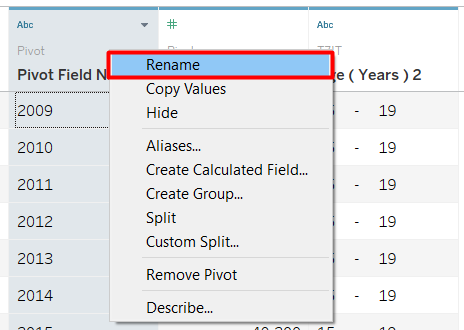 Abc # Abc
Pivot
Pivot Field N Rename ( Years ) 2
Copy Values
2009 Hide - 19
2010 Aliases... - 19
Create Calculated Field...
2011 - 19
Create Group...
2012 Split - 19
Custom Split...
2013 - 19
Remove Pivot
2014 - 19
Describe...